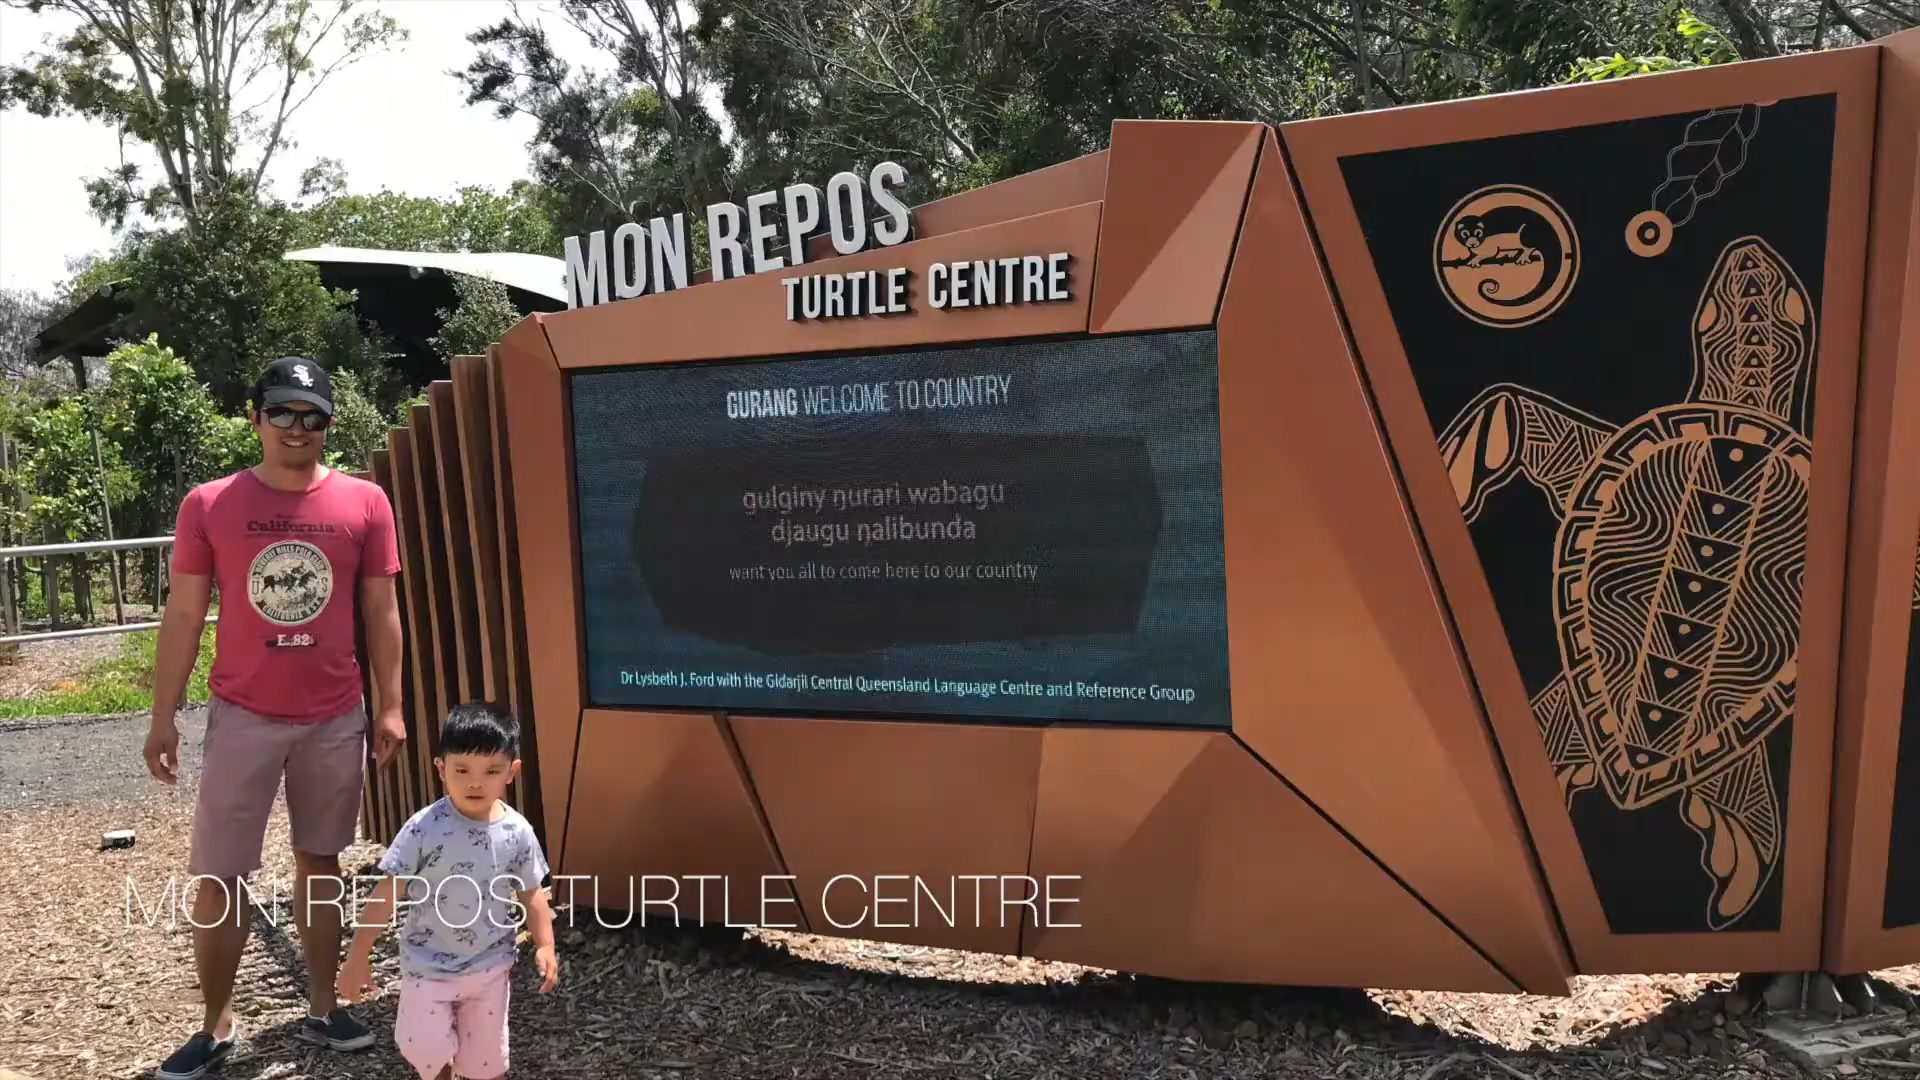 MON REPOS
TURTLE CENTRE
GURANG WELCOME TO COUNTRY
gulginy ŋurari wabagu
djaugu ŋalibunda
want you all to come here to our country
Dr Lysbeth J. Ford with the Gidarjil Central Queensland Language Centre and Reference Group
California
E.82
MON REPOS TURTLE CENTRE